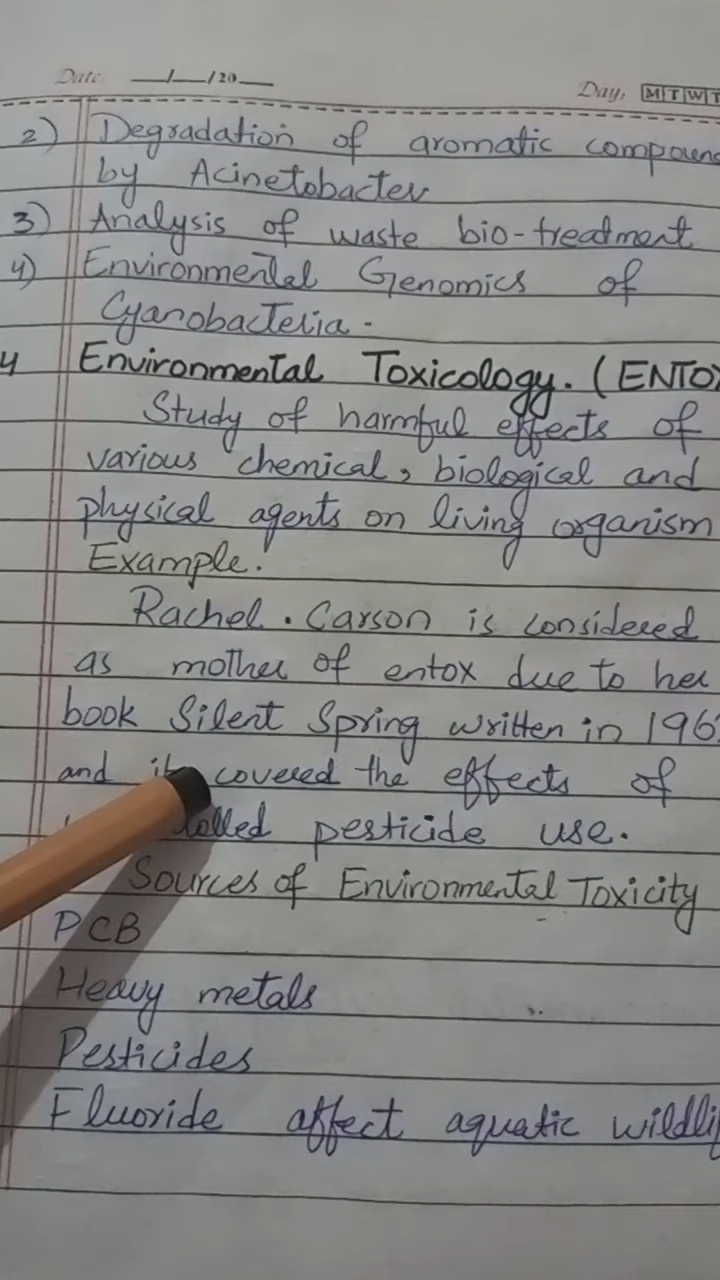 Date: __/__/20__
Day: M T W T
2) Degradation of aromatic compoun
by Acinetobacter
3) Analysis of waste bio-treatment
4) Environmental Genomics of
Cyanobacteria.
4 Environmental Toxicology. (ENTOX
Study of harmful effects of
various chemical, biological and
physical agents on living organism
Example.
Rachel. Carson is considered
as mother of entox due to her
book Silent Spring written in 196
and it covered the effects of
pesticide use.
Sources of Environmental Toxicity
PCB
Heavy metals
Pesticides
Fluoride affect aquatic wildlif